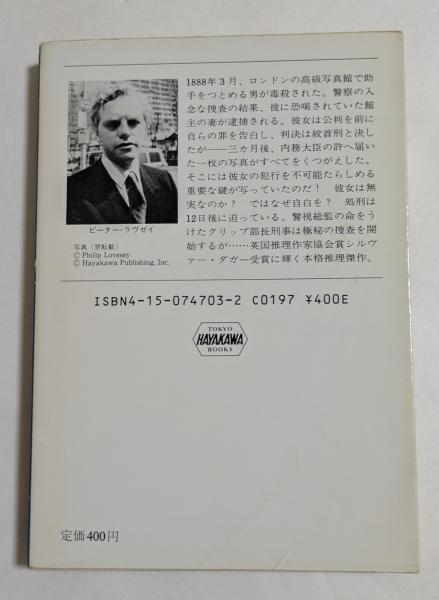 1888年3月、ロンドンの高級写真館で助
手をつとめる男が毒殺された。警察の入
念な捜査の結果、彼に恐喝されていた館
主の妻が逮捕される。彼女は公判を前に
自らの罪を告白し、判決は絞首刑と決し
たが——三カ月後、内務大臣の許へ届い
た一枚の写真がすべてをくつがえした。
そこには彼女の犯行を不可能たらしめる
重要な鍵が写っていたのだ！　彼女は無
実なのか？　ではなぜ自白を？　処刑は
12日後に迫っている。警視総監の命をう
けたクリッブ部長刑事は極秘の捜査を開
始するが……英国推理作家協会賞シルヴ
ァー・ダガー受賞に輝く本格推理傑作。
ピーター・ラヴゼイ
写真（禁転載）
© Philip Lovesey
© Hayakawa Publishing, Inc.
ISBN4-15-074703-2 C0197 ¥400E
TOKYO
HAYAKAWA
BOOKS
定価400円